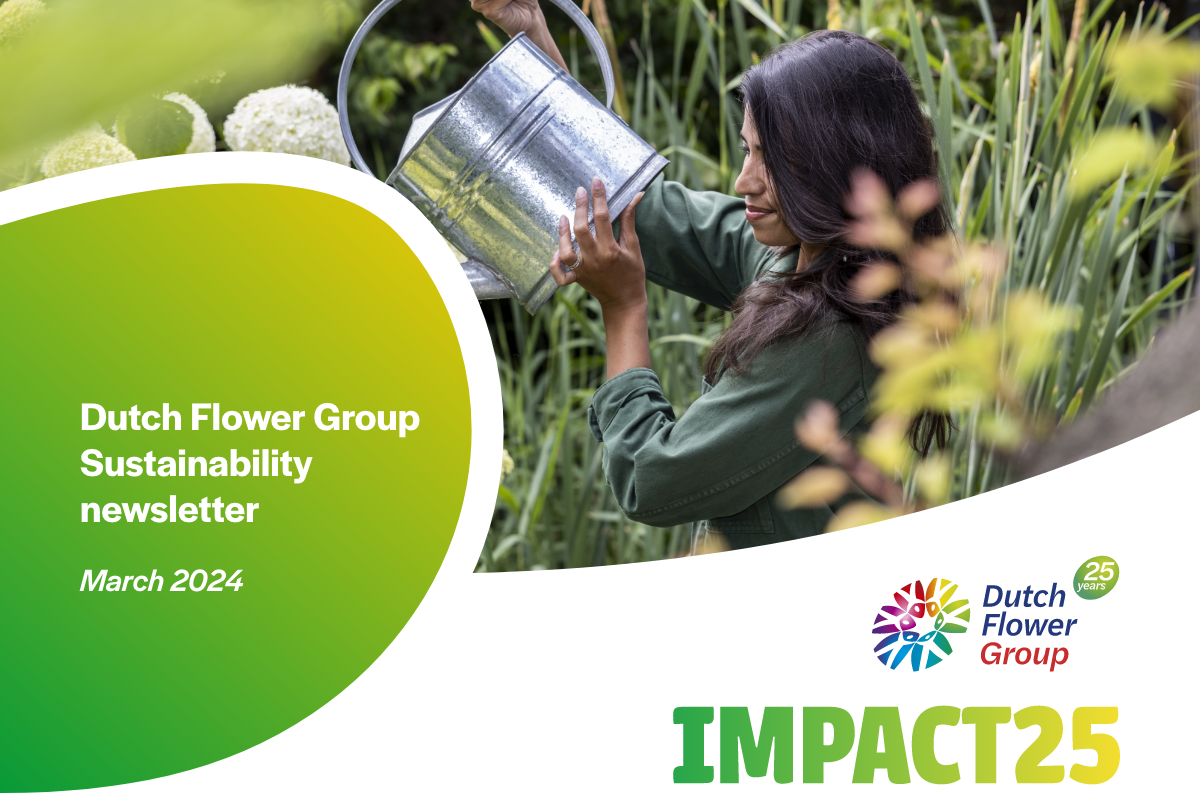 Dutch Flower Group
Sustainability
newsletter
March 2024
25
years
Dutch
Flower
Group
IMPACT25